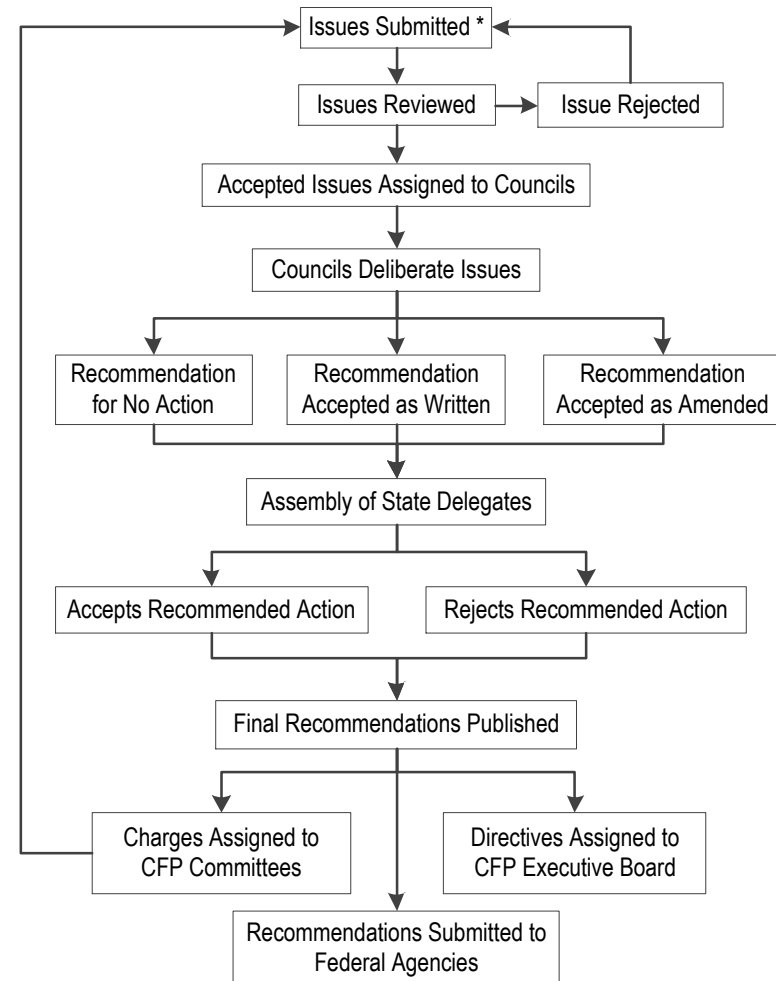 Issues Submitted *
Issues Reviewed
Issue Rejected
Accepted Issues Assigned to Councils
Councils Deliberate Issues
Recommendation
for No Action
Recommendation
Accepted as Written
Recommendation
Accepted as Amended
Assembly of State Delegates
Accepts Recommended Action
Rejects Recommended Action
Final Recommendations Published
Charges Assigned to
CFP Committees
Directives Assigned to
CFP Executive Board
Recommendations Submitted to
Federal Agencies